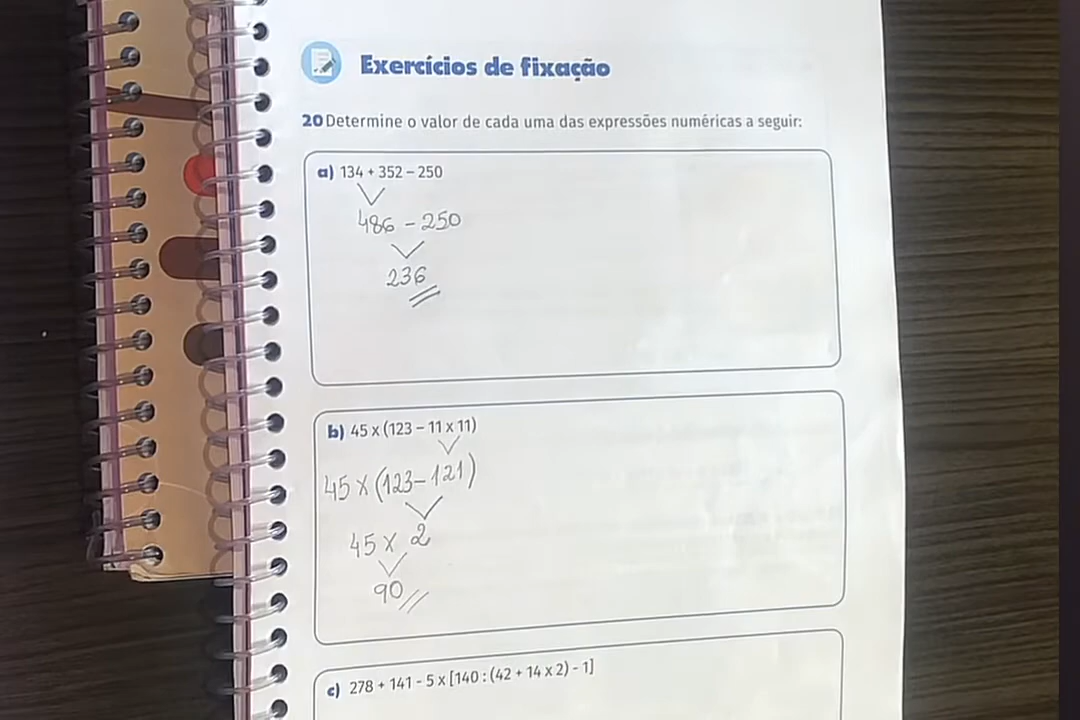 Exercícios de fixação
20 Determine o valor de cada uma das expressões numéricas a seguir:
a) 134 + 352 – 250
486 – 250
236
b) 45 x (123 – 11 x 11)
45 x (123 – 121)
45 x 2
90
c) 278 + 141 - 5 x [140 : (42 + 14 x 2) - 1]